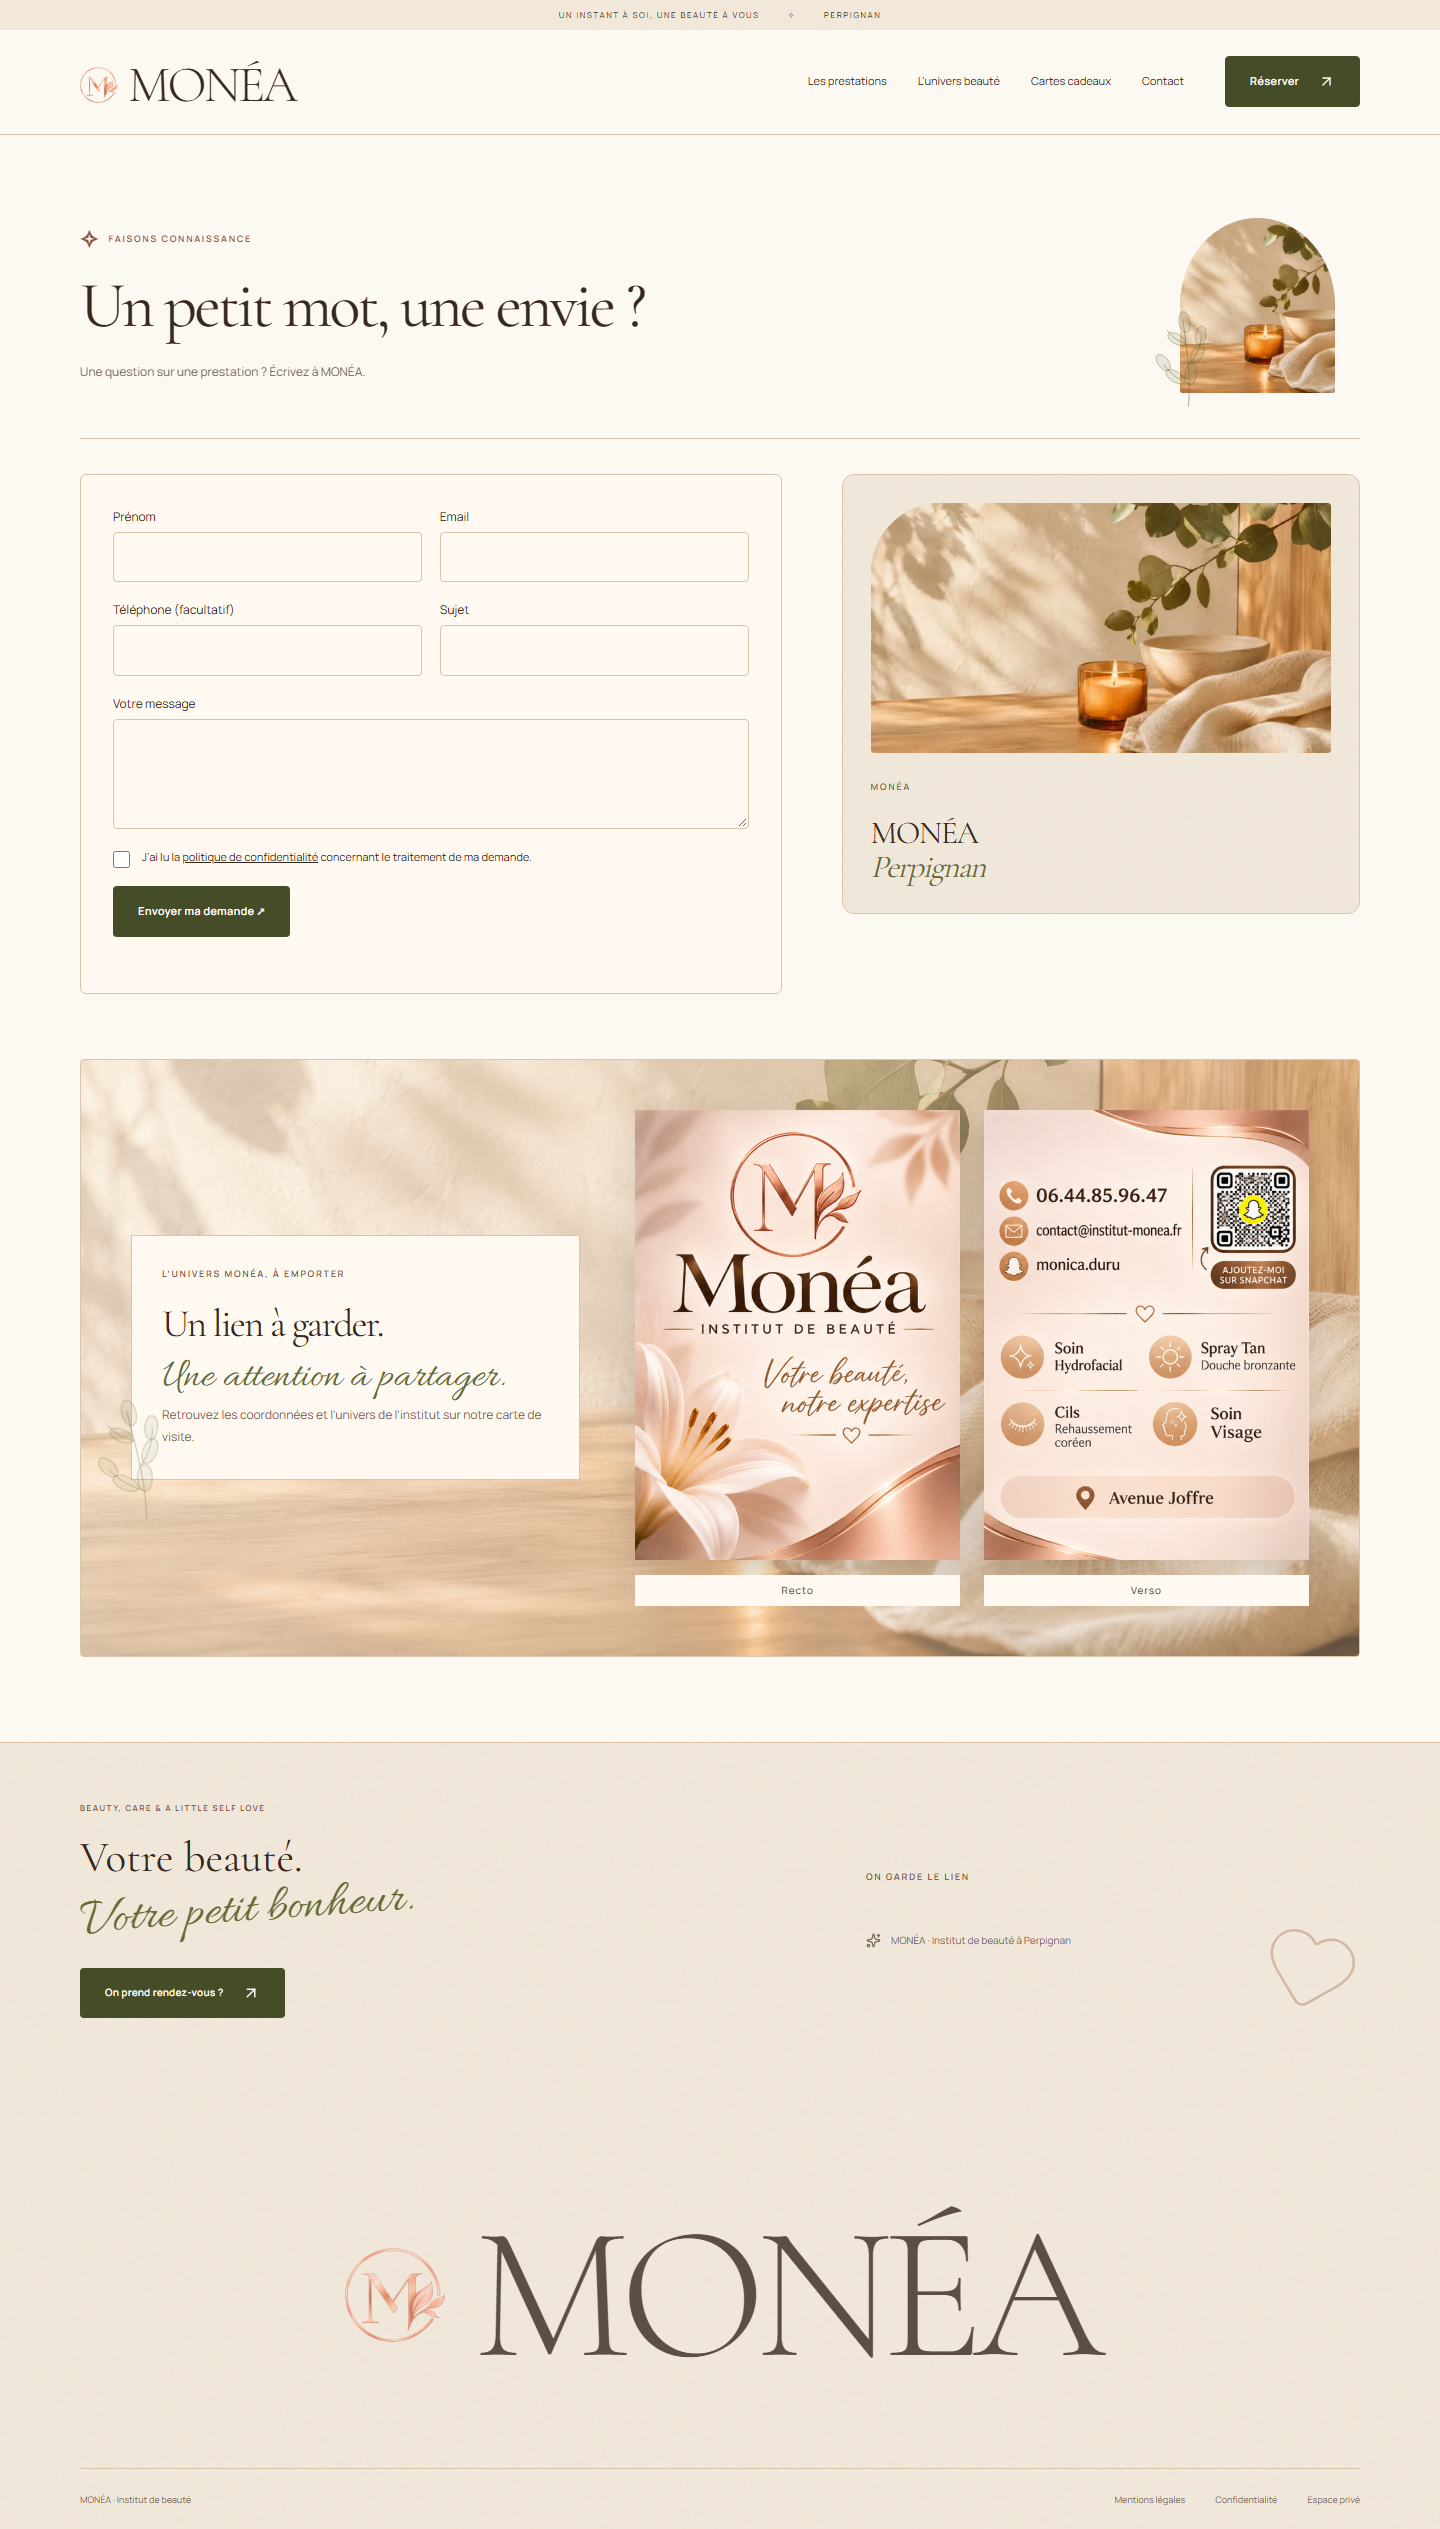 UN INSTANT À SOI, UNE BEAUTÉ À VOUS ✧ PERPIGNAN
M MONÉA
Les prestations L'univers beauté Cartes cadeaux Contact Réserver
FAISONS CONNAISSANCE
Un petit mot, une envie ?
Une question sur une prestation ? Écrivez à MONÉA.
Prénom Email
Téléphone (facultatif) Sujet
Votre message
J'ai lu la politique de confidentialité concernant le traitement de ma demande.
Envoyer ma demande ↗
MONÉA
MONÉA
Perpignan
L'UNIVERS MONÉA, À EMPORTER
Un lien à garder.
Une attention à partager.
Retrouvez les coordonnées et l'univers de l'institut sur notre carte de
visite.
M
Monéa
INSTITUT DE BEAUTÉ
Votre beauté,
notre expertise
Recto
06.44.85.96.47
contact@institut-monea.fr
monica.duru
AJOUTEZ-MOI
SUR SNAPCHAT
Soin
Hydrofacial
Spray Tan
Douche bronzante
Cils
Rehaussement
coréen
Soin
Visage
Avenue Joffre
Verso
BEAUTY, CARE & A LITTLE SELF LOVE
Votre beauté.
Votre petit bonheur.
On prend rendez-vous ?
ON GARDE LE LIEN
MONÉA · Institut de beauté à Perpignan
M MONÉA
MONÉA · Institut de beauté
Mentions légales Confidentialité Espace privé